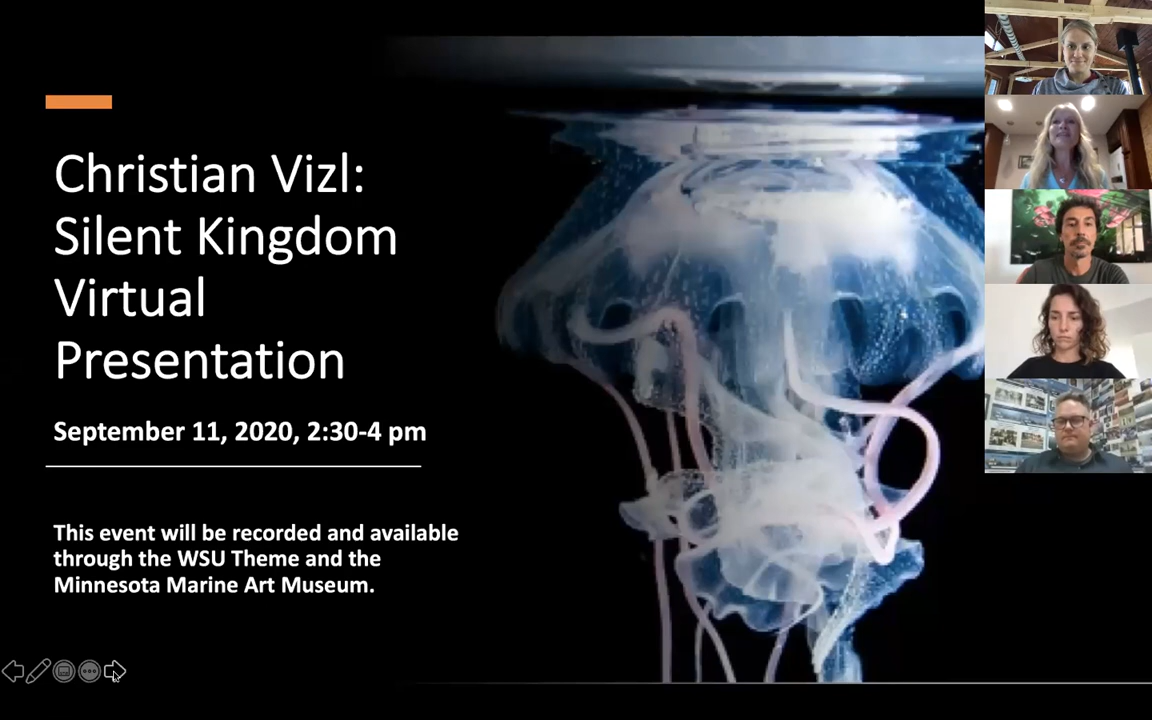 Christian Vizl:
Silent Kingdom
Virtual
Presentation
September 11, 2020, 2:30-4 pm
This event will be recorded and available
through the WSU Theme and the
Minnesota Marine Art Museum.